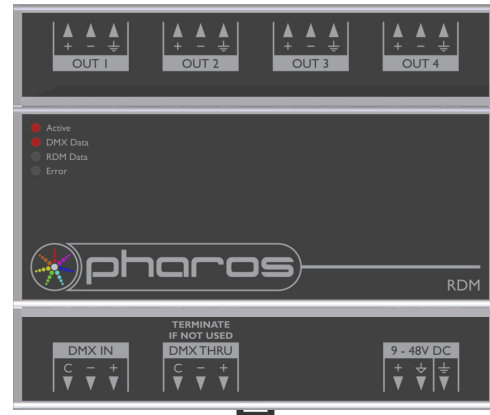 + − ⏚ + − ⏚ + − ⏚ + − ⏚
OUT 1 OUT 2 OUT 3 OUT 4
Active
DMX Data
RDM Data
Error
pharos
RDM
TERMINATE
IF NOT USED
DMX IN DMX THRU 9 - 48V DC
C − + C − + + ⏚ ⏚